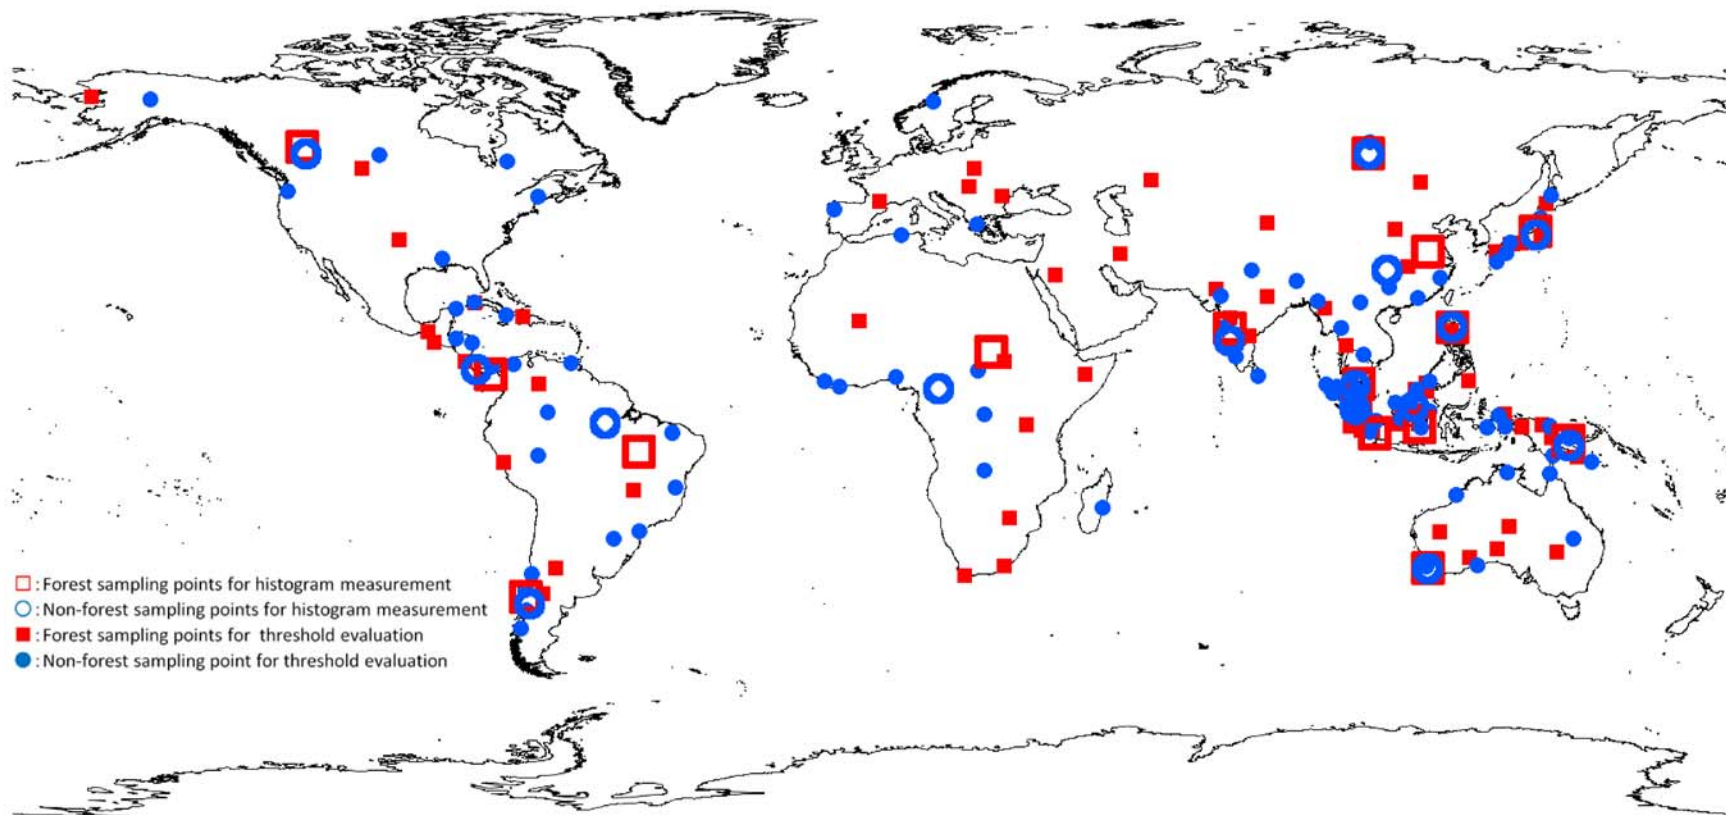 : Forest sampling points for histogram measurement
: Non-forest sampling points for histogram measurement
: Forest sampling points for threshold evaluation
: Non-forest sampling point for threshold evaluation